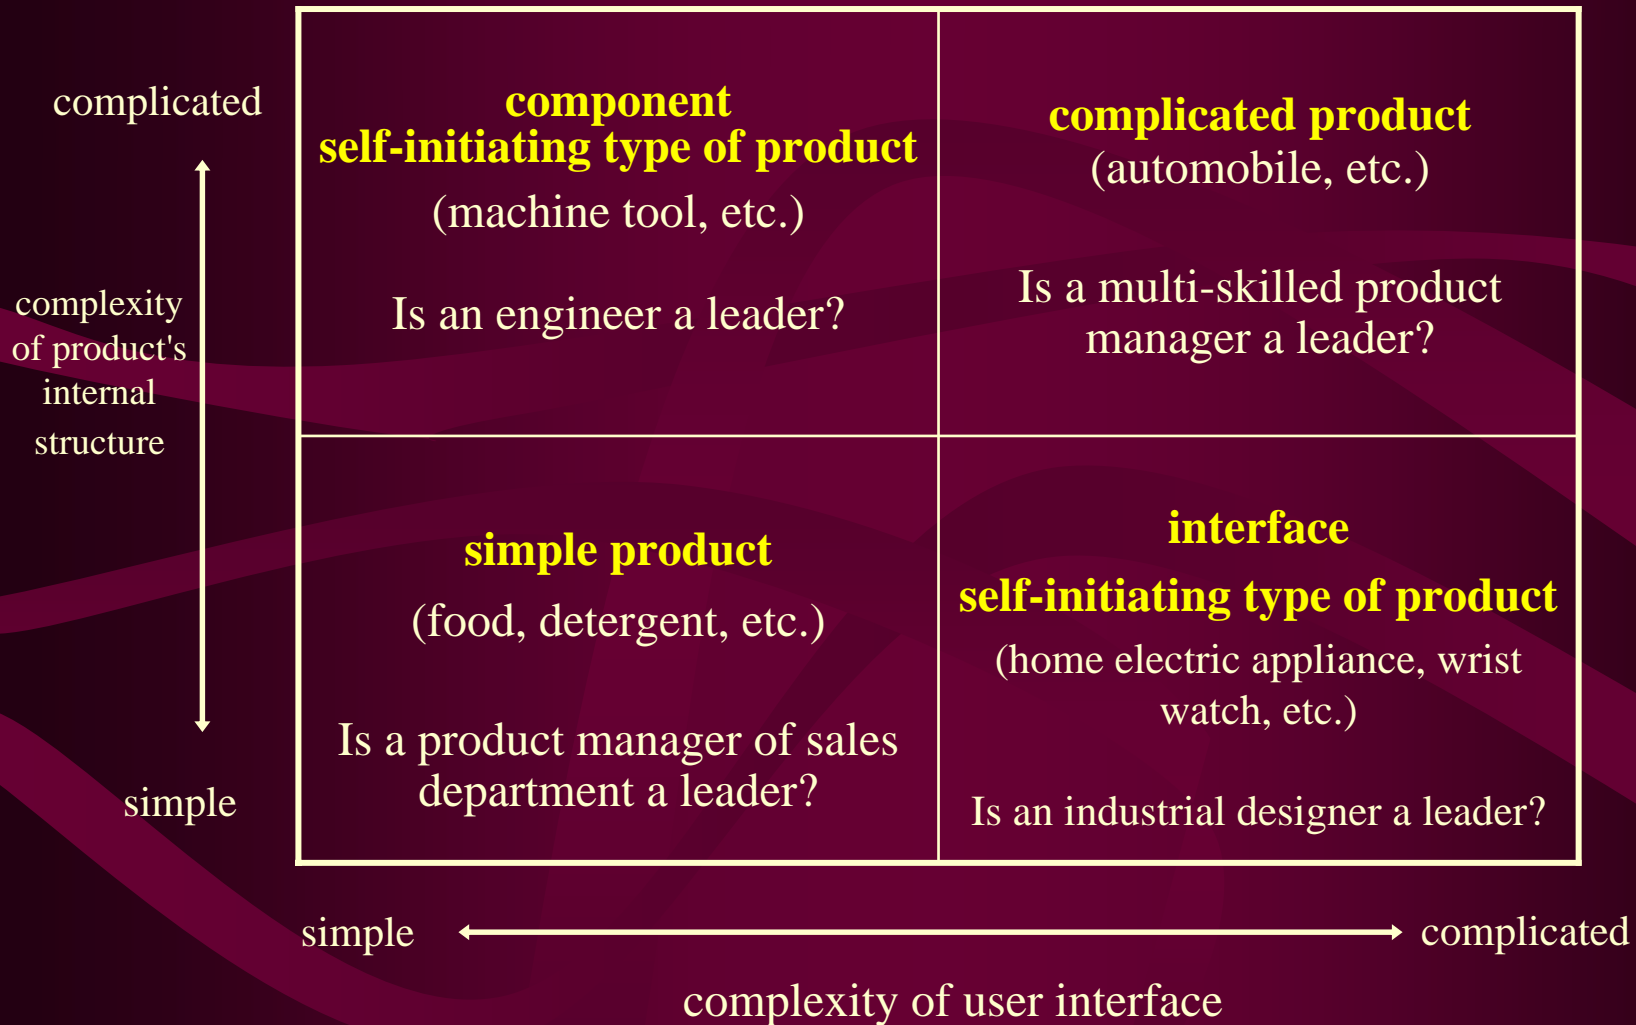 complicated
complexity
of product's
internal
structure
simple
component
self-initiating type of product
(machine tool, etc.)
Is an engineer a leader?
complicated product
(automobile, etc.)
Is a multi-skilled product
manager a leader?
simple product
(food, detergent, etc.)
Is a product manager of sales
department a leader?
interface
self-initiating type of product
(home electric appliance, wrist
watch, etc.)
Is an industrial designer a leader?
simple
complicated
complexity of user interface